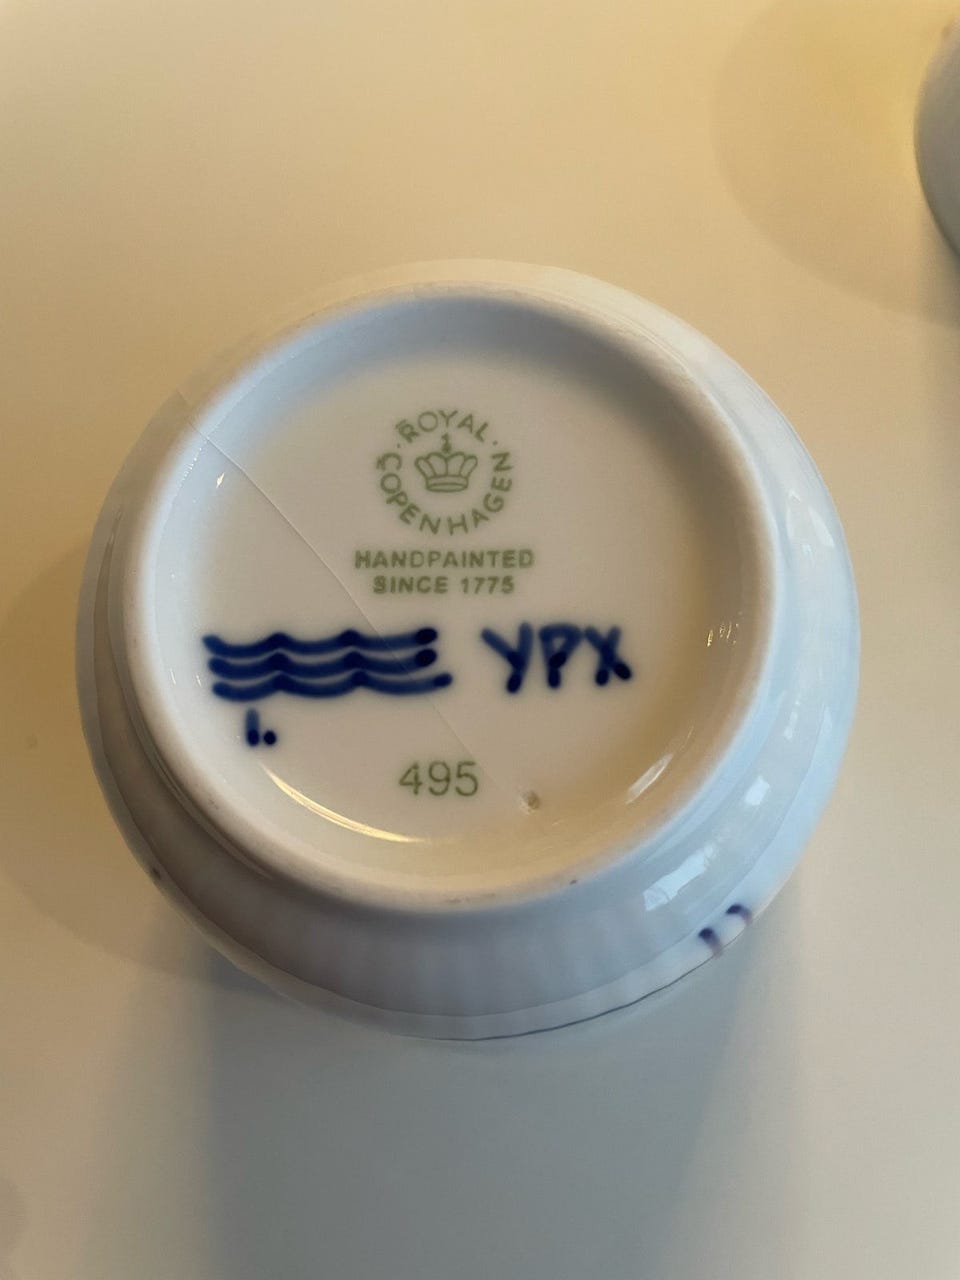 ROYAL
COPENHAGEN
HANDPAINTED
SINCE 1775
YPX
1.
495